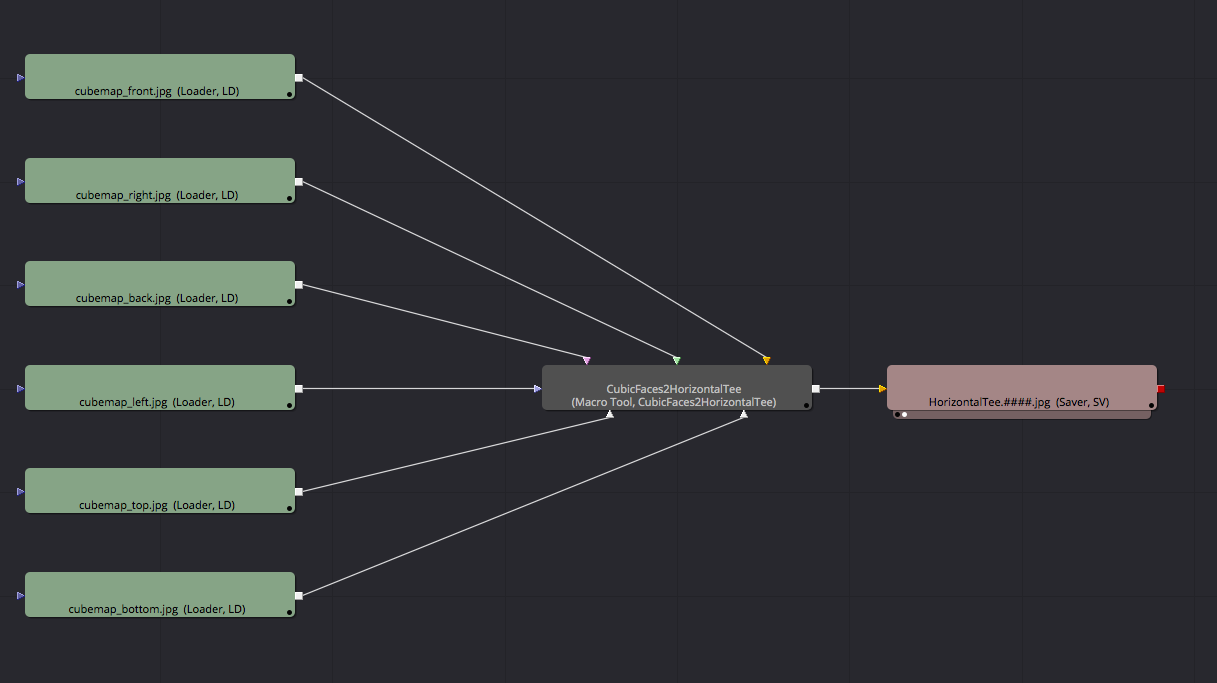 cubemap_front.jpg (Loader, LD)
cubemap_right.jpg (Loader, LD)
cubemap_back.jpg (Loader, LD)
cubemap_left.jpg (Loader, LD)
CubicFaces2HorizontalTee
(Macro Tool, CubicFaces2HorizontalTee)
HorizontalTee.####.jpg (Saver, SV)
cubemap_top.jpg (Loader, LD)
cubemap_bottom.jpg (Loader, LD)